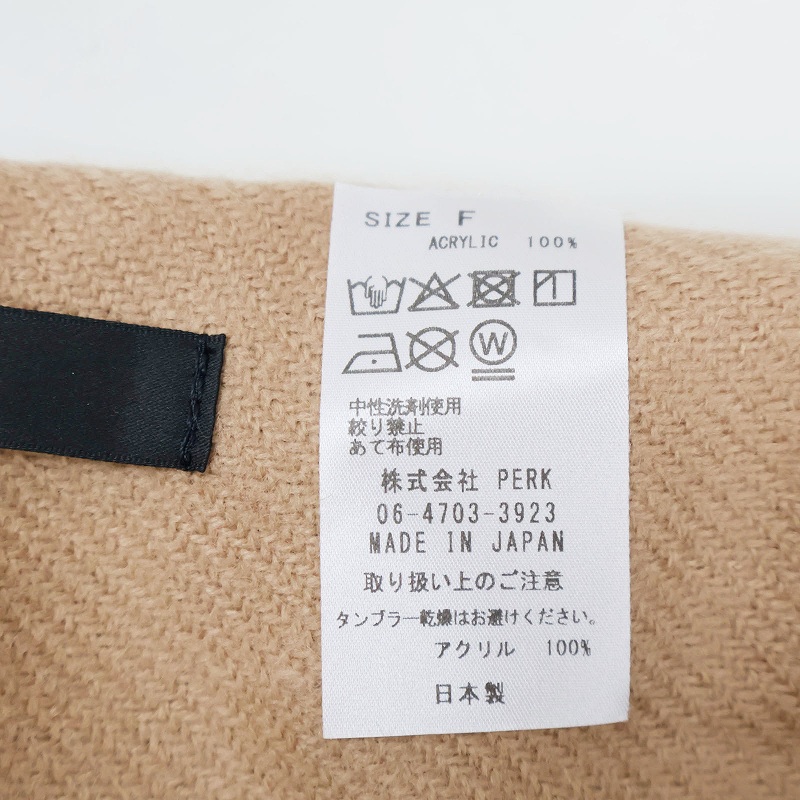 SIZE F
ACRYLIC 100%
W
中性洗剤使用
絞り禁止
あて布使用
株式会社 PERK
06-4703-3923
MADE IN JAPAN
取り扱い上のご注意
タンブラー乾燥はお避けください。
アクリル 100%
日本製